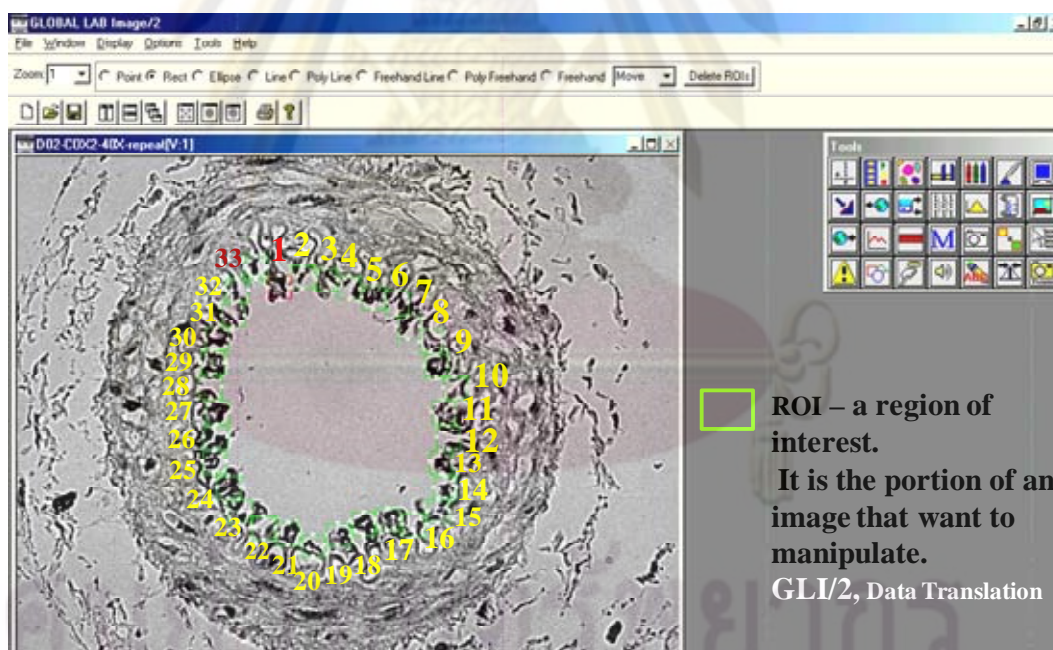 GLOBAL LAB Image/2
File Window Display Options Tools Help
Zoom: 1 Point Rect Ellipse Line Poly Line Freehand Line Poly Freehand Freehand Move Delete ROIs
D02-COX2-40X-repeat[V:1]
Tools
33 1 2 3 4 5 6 7 8 9 10 11 12 13 14 15 16 17 18 19 20 21 22 23 24 25 26 27 28 29 30 31 32
M
ABC
ROI – a region of
interest.
It is the portion of an
image that want to
manipulate.
GLI/2, Data Translation